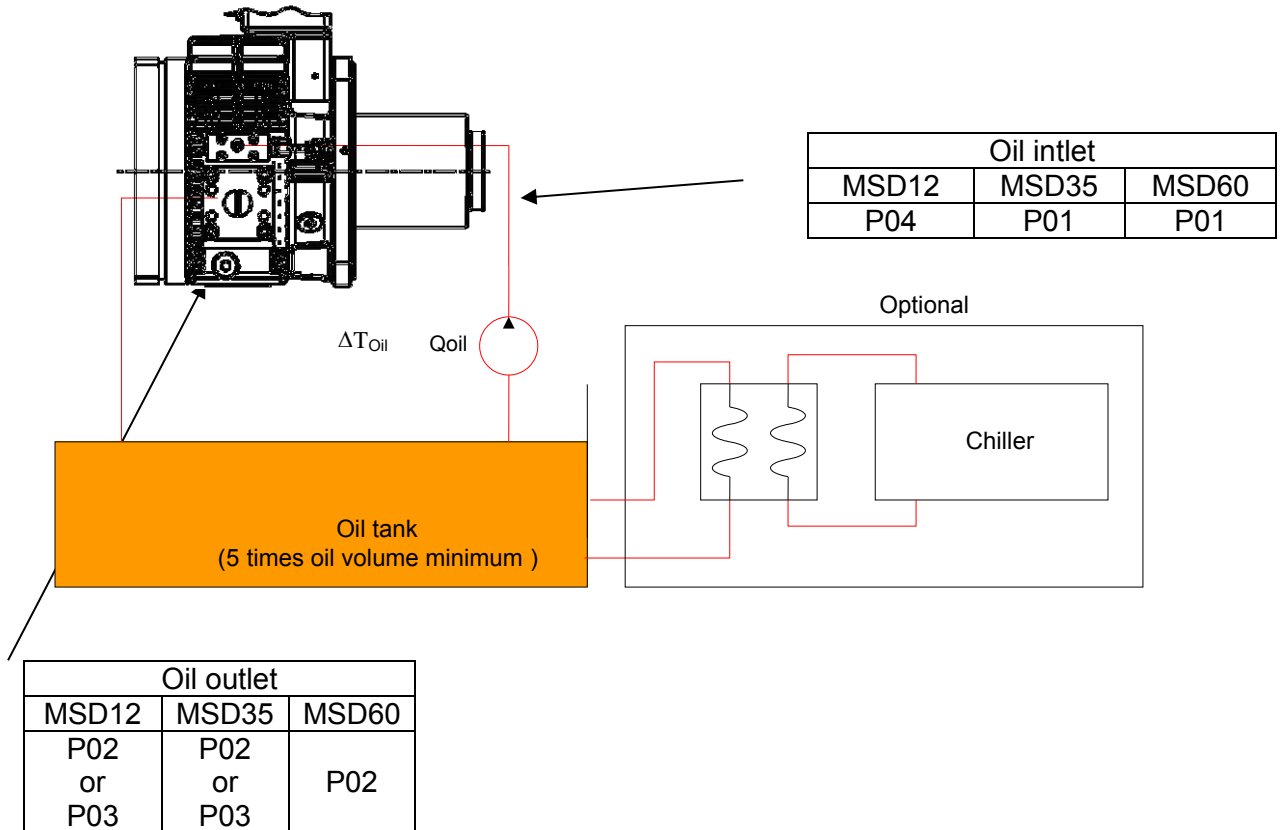 Oil intlet
MSD12 MSD35 MSD60
P04 P01 P01
Optional
ΔTOil Qoil
Chiller
Oil tank
(5 times oil volume minimum )
Oil outlet
MSD12 MSD35 MSD60
P02 P02
or or P02
P03 P03